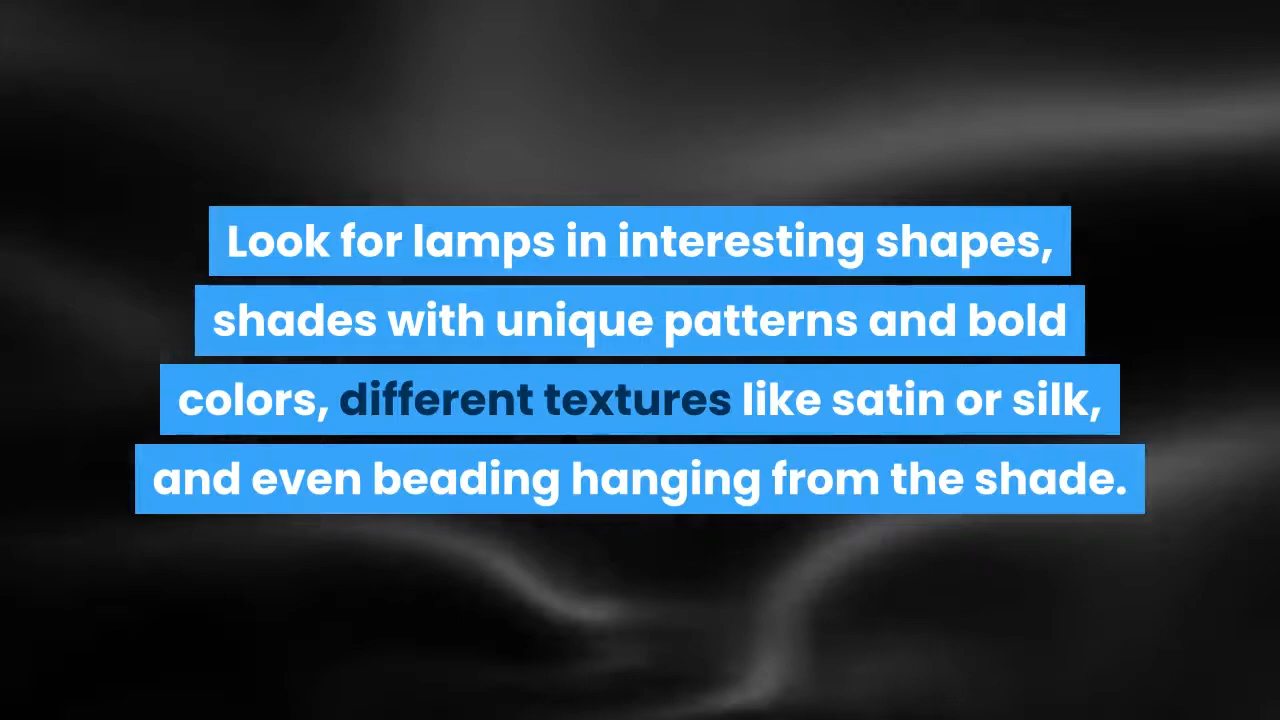 Look for lamps in interesting shapes,
shades with unique patterns and bold
colors, different textures like satin or silk,
and even beading hanging from the shade.